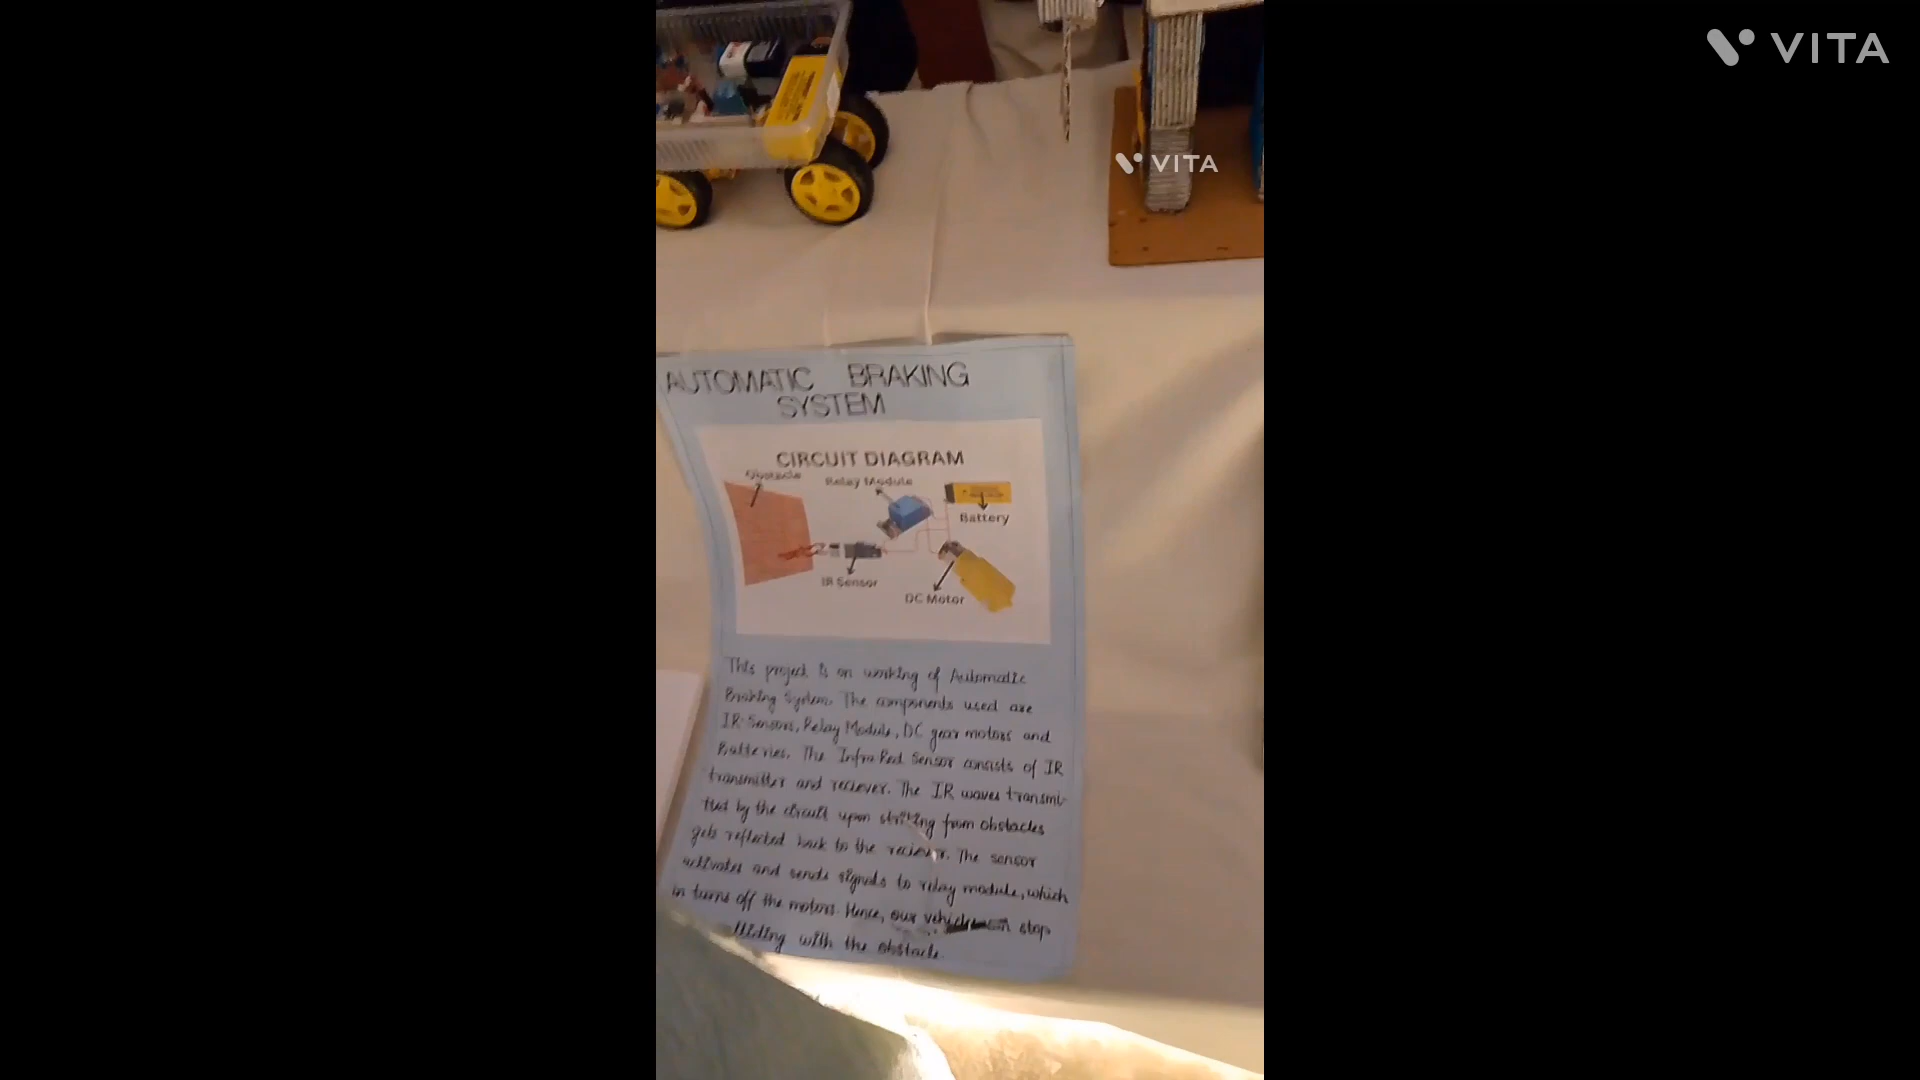 VITA
VITA
AUTOMATIC BRAKING
SYSTEM
CIRCUIT DIAGRAM
Obstacle
Relay Module
Battery
IR Sensor
DC Motor
This project is on working of Automatic
Braking System. The components used are
IR Sensors, Relay Module, DC gear motors and
Batteries. The Infra Red Sensor consists of IR
transmitter and reciever. The IR waves transmi-
tted by the circuit upon striking from obstacles
gets reflected back to the reciever. The sensor
activates and sends signals to relay module, which
in turns off the motors. Hence, our vehicle can stop
lliding with the obstacle.